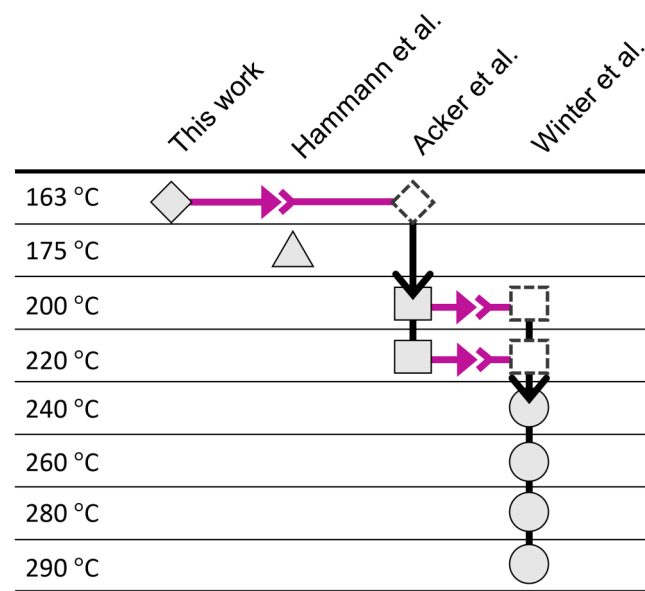 This work
Hammann et al.
Acker et al.
Winter et al.
163 °C
175 °C
200 °C
220 °C
240 °C
260 °C
280 °C
290 °C